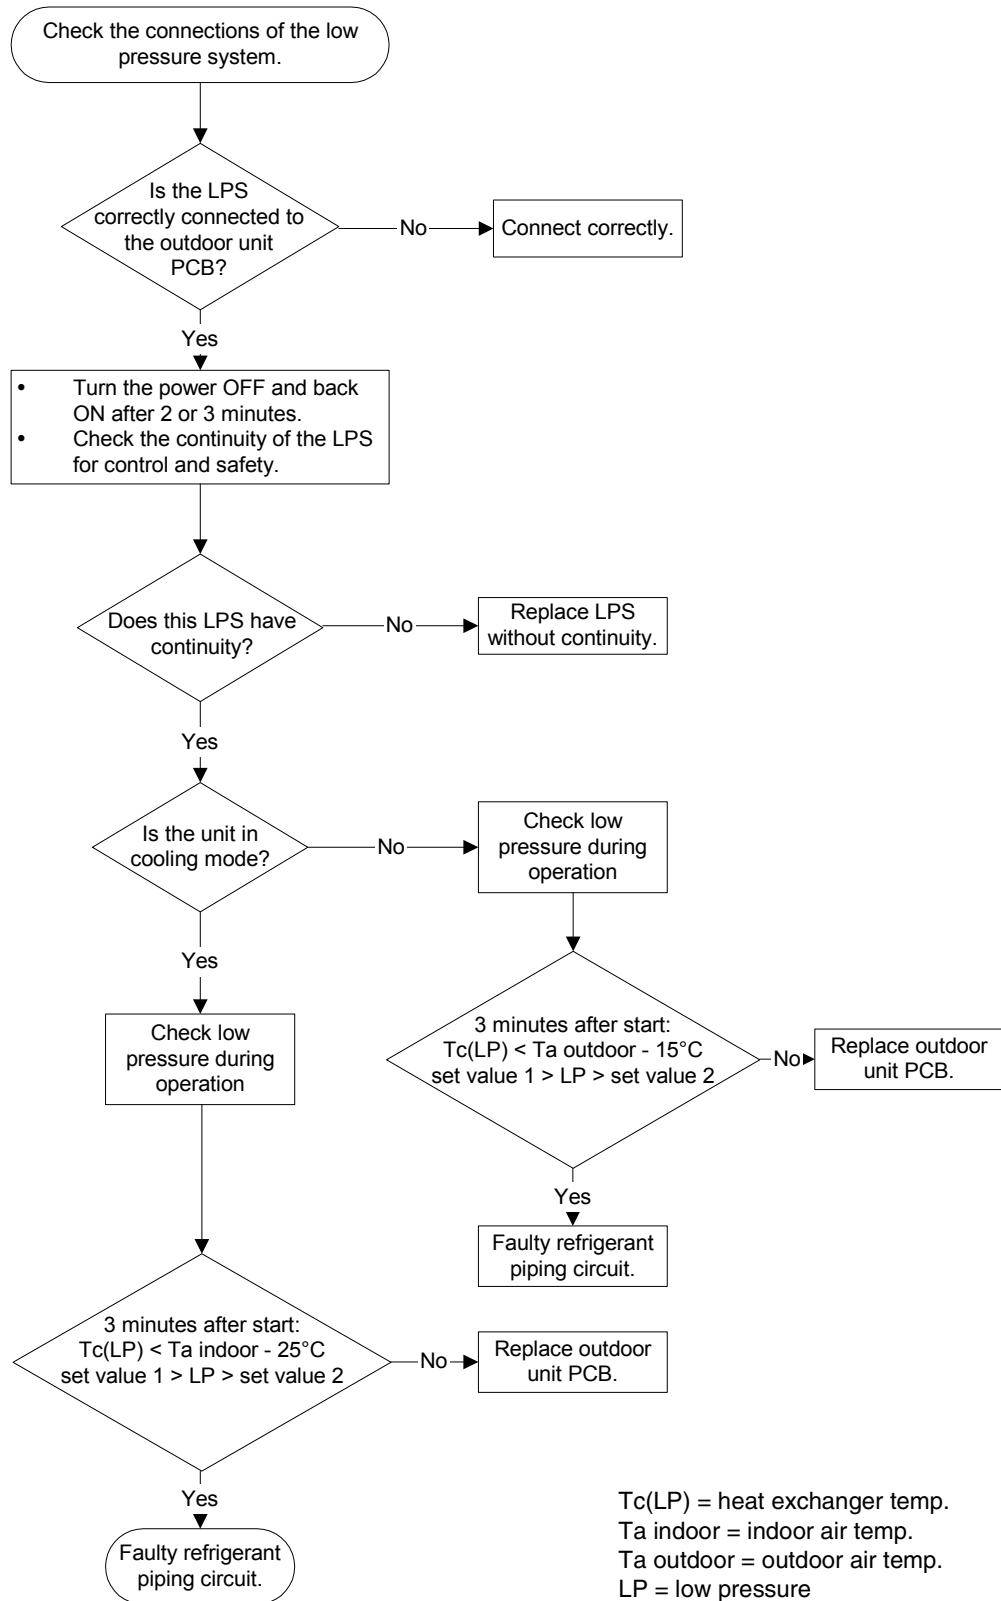 Check the connections of the low
pressure system.
Is the LPS
correctly connected to
the outdoor unit
PCB?
No
Connect correctly.
Yes
• Turn the power OFF and back
ON after 2 or 3 minutes.
• Check the continuity of the LPS
for control and safety.
Does this LPS have
continuity?
No
Replace LPS
without continuity.
Yes
Is the unit in
cooling mode?
No
Check low
pressure during
operation
Yes
Check low
pressure during
operation
3 minutes after start:
Tc(LP) < Ta outdoor - 15°C
set value 1 > LP > set value 2
No
Replace outdoor
unit PCB.
Yes
Faulty refrigerant
piping circuit.
3 minutes after start:
Tc(LP) < Ta indoor - 25°C
set value 1 > LP > set value 2
No
Replace outdoor
unit PCB.
Yes
Faulty refrigerant
piping circuit.
Tc(LP) = heat exchanger temp.
Ta indoor = indoor air temp.
Ta outdoor = outdoor air temp.
LP = low pressure